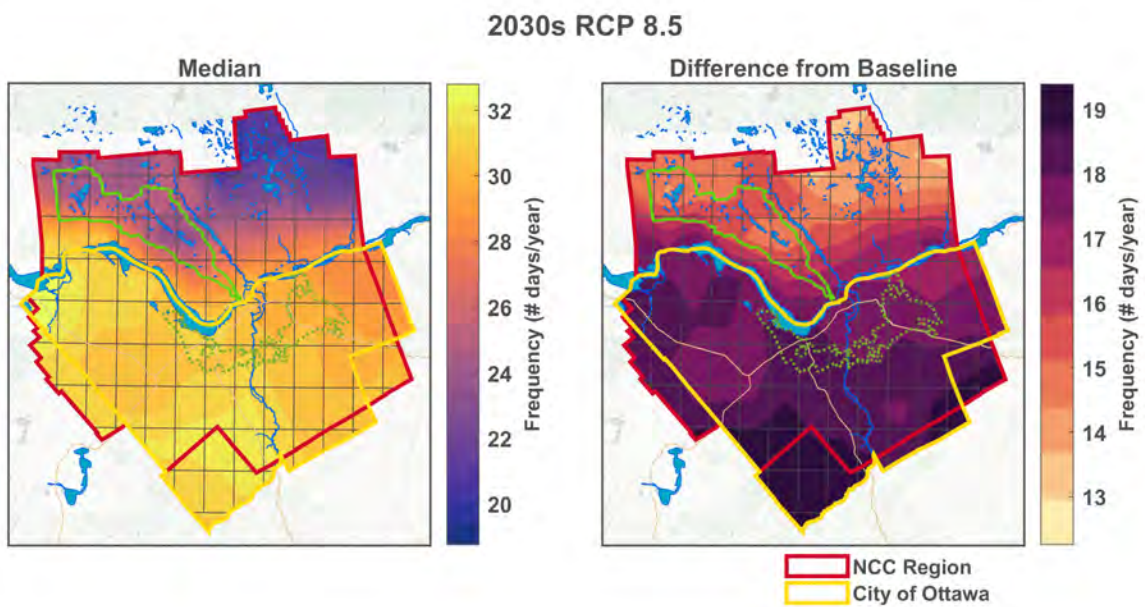 2030s RCP 8.5
Median
32
30
28
26
24
22
20
Frequency (# days/year)
Difference from Baseline
19
18
17
16
15
14
13
Frequency (# days/year)
NCC Region
City of Ottawa